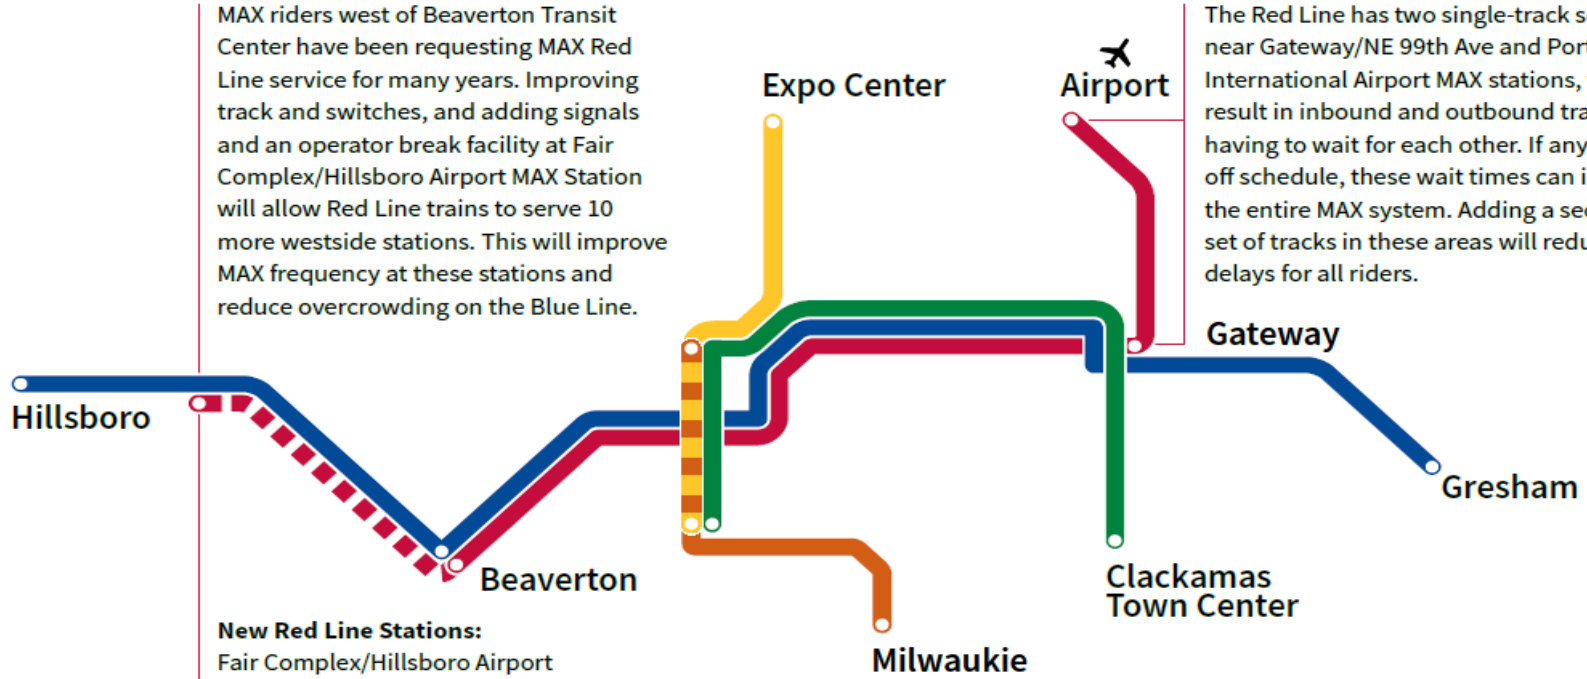 MAX riders west of Beaverton Transit
Center have been requesting MAX Red
Line service for many years. Improving
track and switches, and adding signals
and an operator break facility at Fair
Complex/Hillsboro Airport MAX Station
will allow Red Line trains to serve 10
more westside stations. This will improve
MAX frequency at these stations and
reduce overcrowding on the Blue Line.
Expo Center
Airport
The Red Line has two single-track
near Gateway/NE 99th Ave and
International Airport MAX stations,
result in inbound and outbound
having to wait for each other. If any
off schedule, these wait times can
the entire MAX system. Adding a
set of tracks in these areas will
delays for all riders.
Gateway
Hillsboro
Gresham
Beaverton
Clackamas
Town Center
New Red Line Stations:
Fair Complex/Hillsboro Airport
Milwaukie